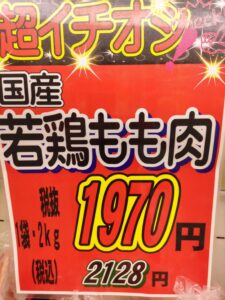 超イチオシ
国産
若鶏もも肉
税抜
1970円
1袋・2kg
(税込)
2128円